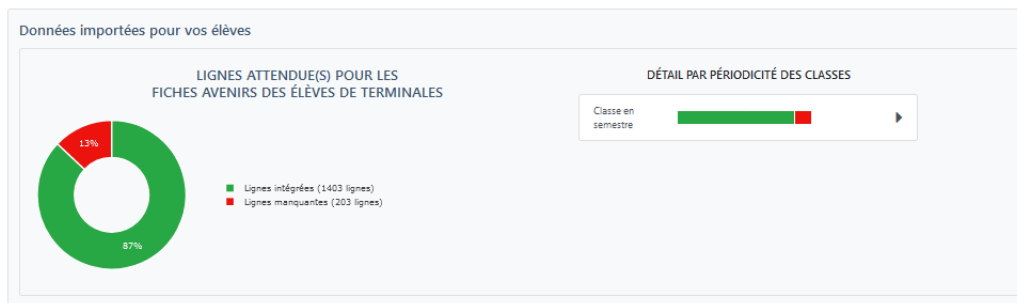 Données importées pour vos élèves
LIGNES ATTENDUE(S) POUR LES
FICHES AVENIRS DES ÉLÈVES DE TERMINALES
13%
87%
Lignes intégrées (1403 lignes)
Lignes manquantes (203 lignes)
DÉTAIL PAR PÉRIODICITÉ DES CLASSES
Classe en
semestre